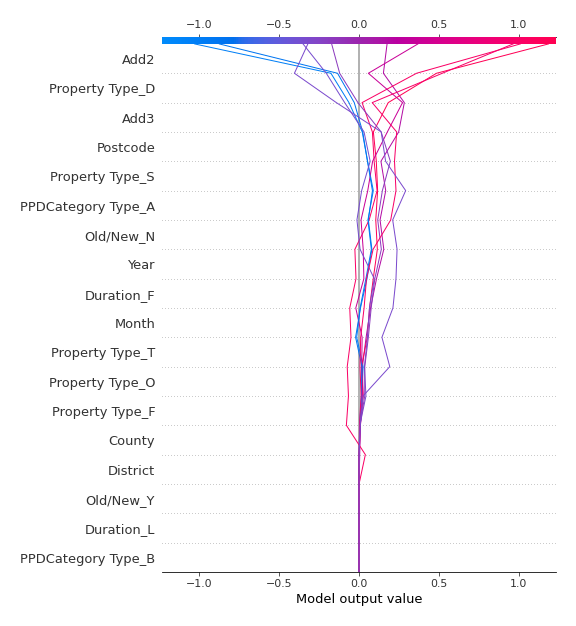 −1.0 −0.5 0.0 0.5 1.0
Add2
Property Type_D
Add3
Postcode
Property Type_S
PPDCategory Type_A
Old/New_N
Year
Duration_F
Month
Property Type_T
Property Type_O
Property Type_F
County
District
Old/New_Y
Duration_L
PPDCategory Type_B
−1.0 −0.5 0.0 0.5 1.0
Model output value